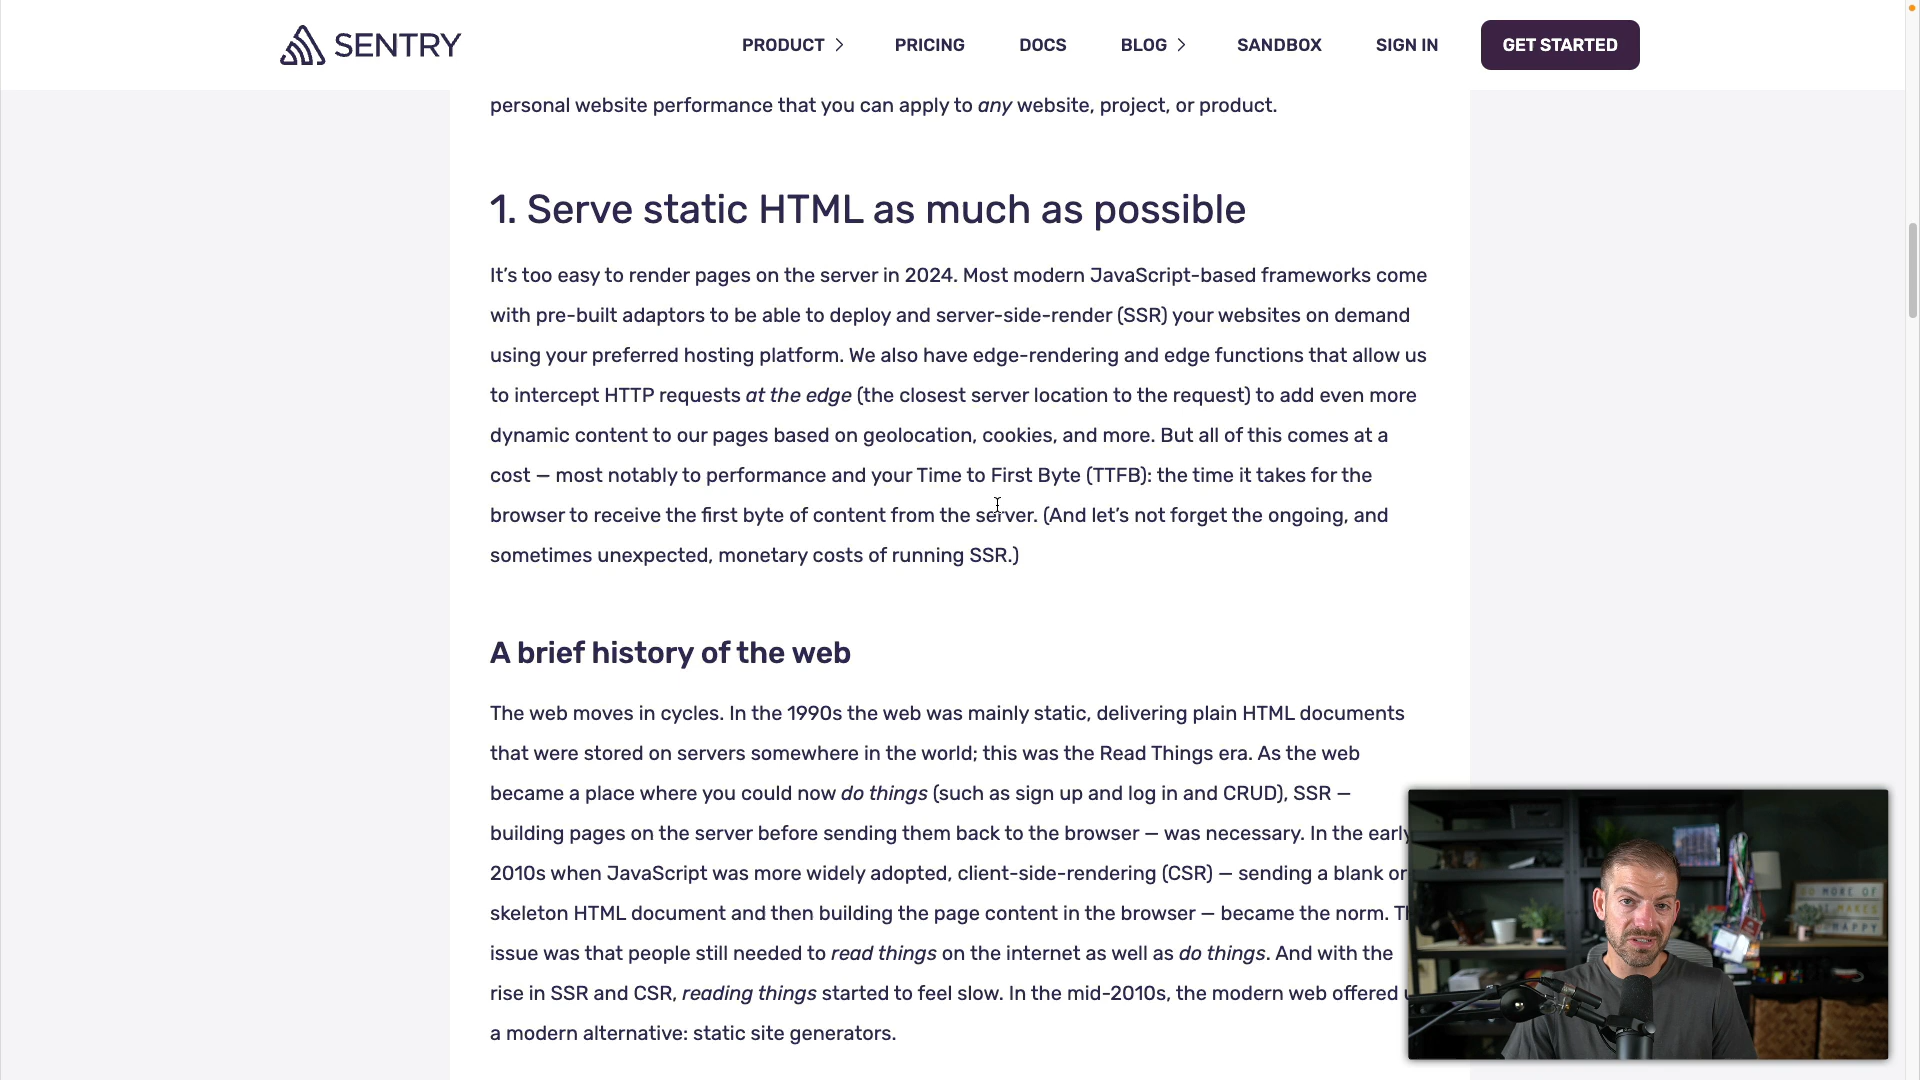 SENTRY
PRODUCT
PRICING
DOCS
BLOG
SANDBOX
SIGN IN
GET STARTED
personal website performance that you can apply to any website, project, or product.
1. Serve static HTML as much as possible
It’s too easy to render pages on the server in 2024. Most modern JavaScript-based frameworks come
with pre-built adaptors to be able to deploy and server-side-render (SSR) your websites on demand
using your preferred hosting platform. We also have edge-rendering and edge functions that allow us
to intercept HTTP requests at the edge (the closest server location to the request) to add even more
dynamic content to our pages based on geolocation, cookies, and more. But all of this comes at a
cost — most notably to performance and your Time to First Byte (TTFB): the time it takes for the
browser to receive the first byte of content from the server. (And let’s not forget the ongoing, and
sometimes unexpected, monetary costs of running SSR.)
A brief history of the web
The web moves in cycles. In the 1990s the web was mainly static, delivering plain HTML documents
that were stored on servers somewhere in the world; this was the Read Things era. As the web
became a place where you could now do things (such as sign up and log in and CRUD), SSR —
building pages on the server before sending them back to the browser — was necessary. In the early
2010s when JavaScript was more widely adopted, client-side-rendering (CSR) — sending a blank or
skeleton HTML document and then building the page content in the browser — became the norm.
issue was that people still needed to read things on the internet as well as do things. And with the
rise in SSR and CSR, reading things started to feel slow. In the mid-2010s, the modern web offered
a modern alternative: static site generators.
MORE OF
MAKES
HAPPY